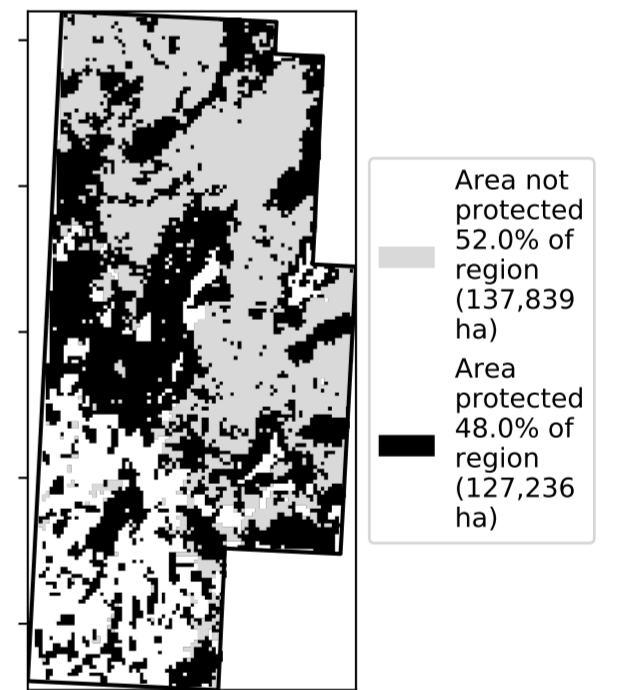 Area not
protected
52.0% of
region
(137,839
ha)
Area
protected
48.0% of
region
(127,236
ha)